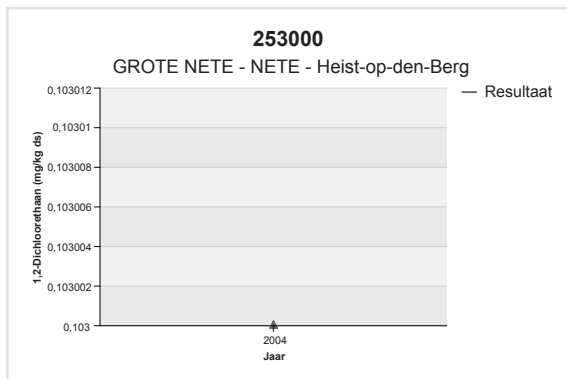 253000
GROTE NETE - NETE - Heist-op-den-Berg
Resultaat
1,2-Dichloorethaan (mg/kg ds)
0,103012
0,10301
0,103008
0,103006
0,103004
0,103002
0,103
2004
Jaar